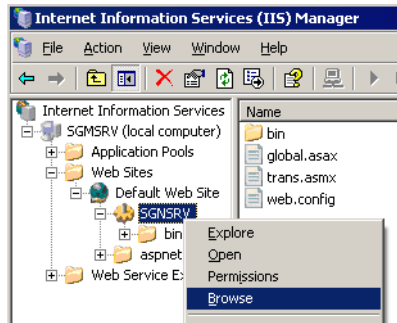 Internet Information Services (IIS) Manager
File Action View Window Help
Internet Information Services
Name
SGMSRV (local computer)
bin
Application Pools
global.asax
Web Sites
trans.asmx
Default Web Site
web.config
SGNSRV
bin
Explore
aspnet
Open
Web Service E
Permissions
Browse